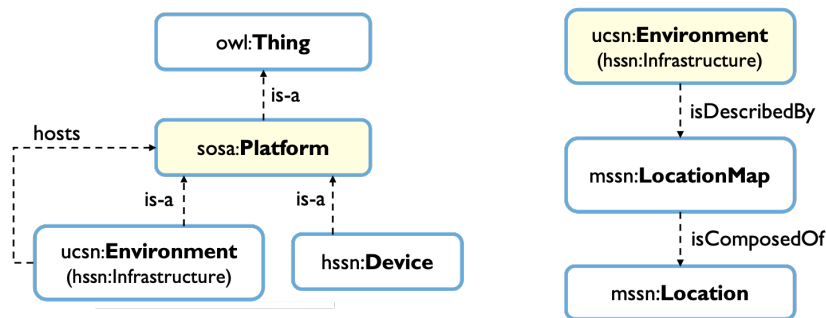 owl:Thing
is-a
hosts
sosa:Platform
is-a
is-a
ucsn:Environment
(hssn:Infrastructure)
hssn:Device
ucsn:Environment
(hssn:Infrastructure)
isDescribedBy
mssn:LocationMap
isComposedOf
mssn:Location